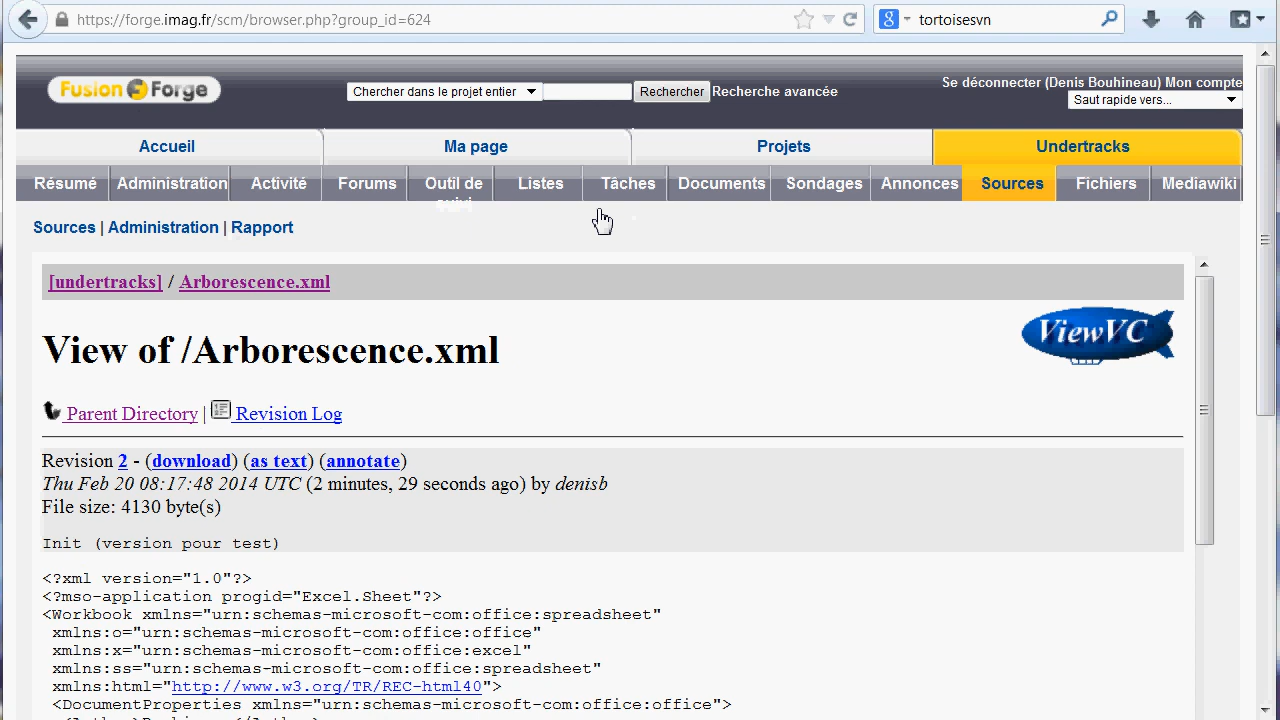 https://forge.imag.fr/scm/browser.php?group_id=624
8 tortoisesvn
Fusion Forge
Chercher dans le projet entier
Rechercher Recherche avancée
Se déconnecter (Denis Bouhineau) Mon compte
Saut rapide vers...
Accueil Ma page Projets Undertracks
Résumé Administration Activité Forums Outil de suivi Listes Tâches Documents Sondages Annonces Sources Fichiers Mediawiki
Sources | Administration | Rapport
[undertracks] / Arborescence.xml
View of /Arborescence.xml
ViewVC
Parent Directory | Revision Log
Revision 2 - (download) (as text) (annotate)
Thu Feb 20 08:17:48 2014 UTC (2 minutes, 29 seconds ago) by denisb
File size: 4130 byte(s)
Init (version pour test)
<?xml version="1.0"?>
<?mso-application progid="Excel.Sheet"?>
<Workbook xmlns="urn:schemas-microsoft-com:office:spreadsheet"
xmlns:o="urn:schemas-microsoft-com:office:office"
xmlns:x="urn:schemas-microsoft-com:office:excel"
xmlns:ss="urn:schemas-microsoft-com:office:spreadsheet"
xmlns:html="http://www.w3.org/TR/REC-html40">
<DocumentProperties xmlns="urn:schemas-microsoft-com:office:office">